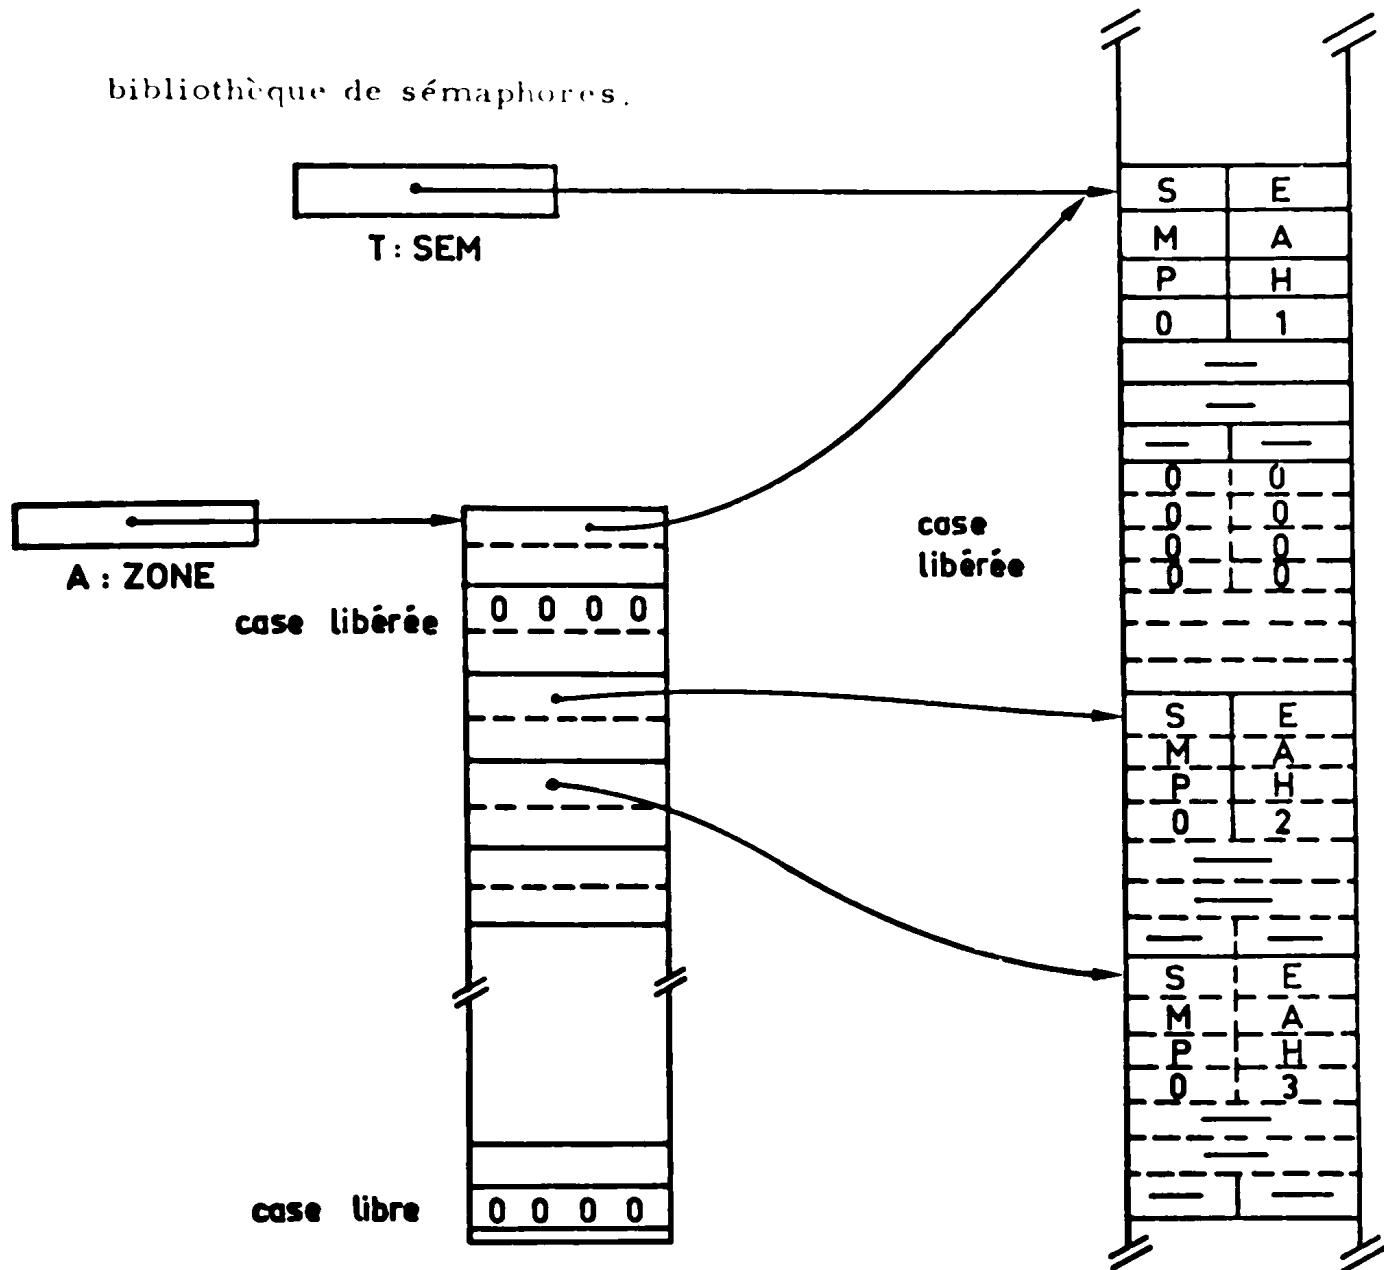 bibliothèque de sémaphores.
T: SEM
S E
M A
P H
0 1
0 0
0 0
0 0
0 0
case
libérée
A: ZONE
case libérée
0 0 0 0
S E
M A
P H
0 2
S E
M A
P H
0 3
case libre
0 0 0 0